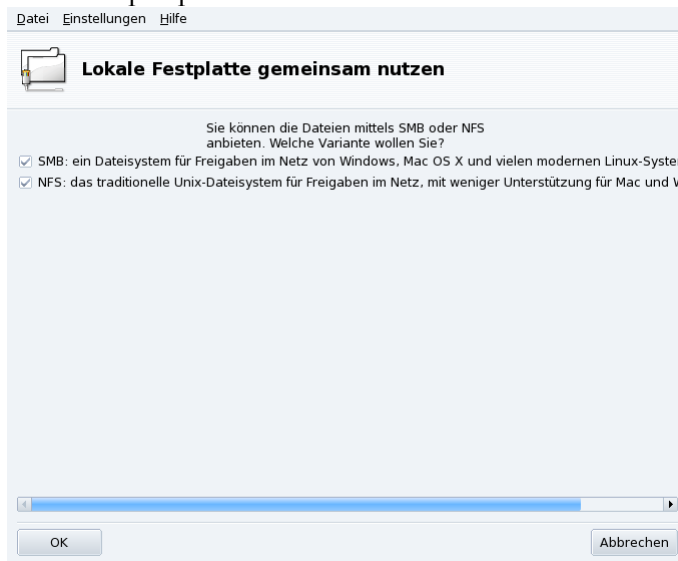 Datei Einstellungen Hilfe
Lokale Festplatte gemeinsam nutzen
Sie können die Dateien mittels SMB oder NFS
anbieten. Welche Variante wollen Sie?
SMB: ein Dateisystem für Freigaben im Netz von Windows, Mac OS X und vielen modernen Linux-Syste
NFS: das traditionelle Unix-Dateisystem für Freigaben im Netz, mit weniger Unterstützung für Mac und
OK Abbrechen